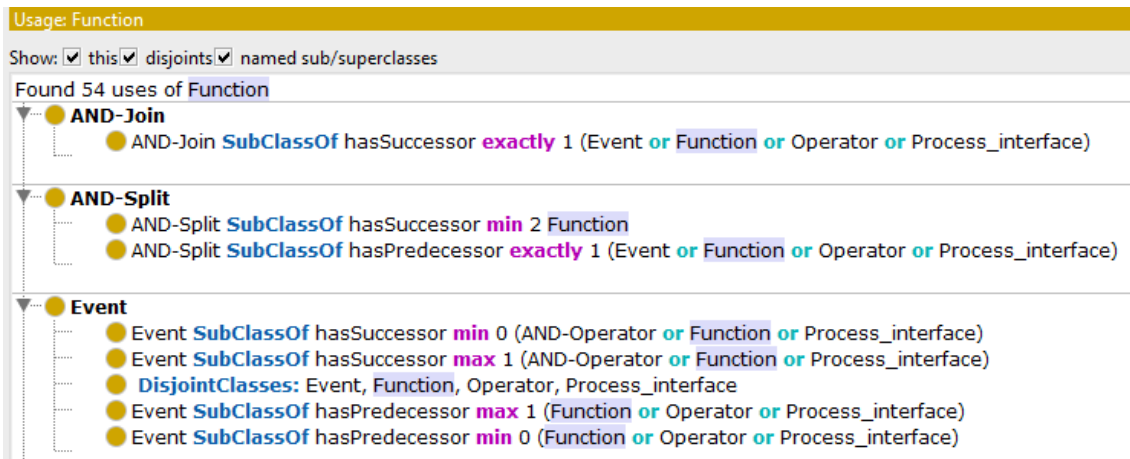 Usage: Function
Show: this disjoints named sub/superclasses
Found 54 uses of Function
AND-Join
AND-Join SubClassOf hasSuccessor exactly 1 (Event or Function or Operator or Process_interface)
AND-Split
AND-Split SubClassOf hasSuccessor min 2 Function
AND-Split SubClassOf hasPredecessor exactly 1 (Event or Function or Operator or Process_interface)
Event
Event SubClassOf hasSuccessor min 0 (AND-Operator or Function or Process_interface)
Event SubClassOf hasSuccessor max 1 (AND-Operator or Function or Process_interface)
DisjointClasses: Event, Function, Operator, Process_interface
Event SubClassOf hasPredecessor max 1 (Function or Operator or Process_interface)
Event SubClassOf hasPredecessor min 0 (Function or Operator or Process_interface)